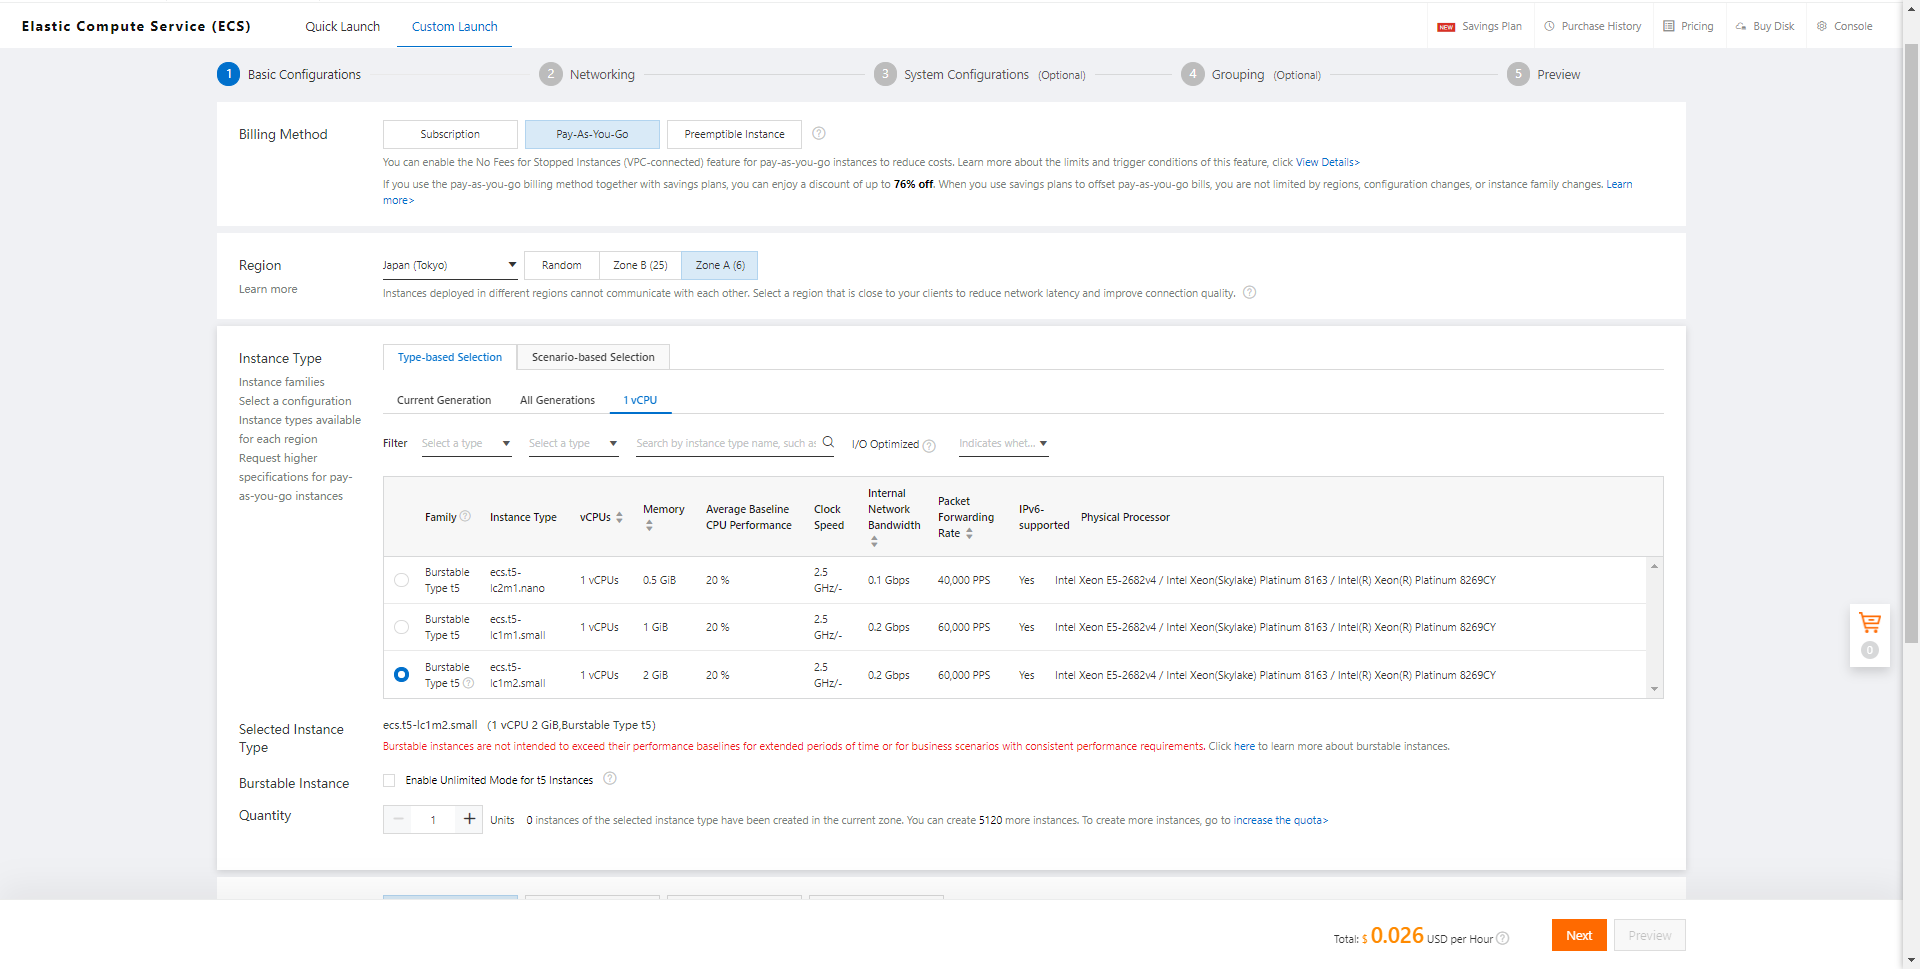 Elastic Compute Service (ECS)
Quick Launch
Custom Launch
NEW Savings Plan
Purchase History
Pricing
Buy Disk
Console
1 Basic Configurations
2 Networking
3 System Configurations (Optional)
4 Grouping (Optional)
5 Preview
Billing Method
Subscription
Pay-As-You-Go
Preemptible Instance
You can enable the No Fees for Stopped Instances (VPC-connected) feature for pay-as-you-go instances to reduce costs. Learn more about the limits and trigger conditions of this feature, click View Details>
If you use the pay-as-you-go billing method together with savings plans, you can enjoy a discount of up to 76% off. When you use savings plans to offset pay-as-you-go bills, you are not limited by regions, configuration changes, or instance family changes. Learn
more>
Region
Learn more
Japan (Tokyo)
Random
Zone B (25)
Zone A (6)
Instances deployed in different regions cannot communicate with each other. Select a region that is close to your clients to reduce network latency and improve connection quality.
Instance Type
Instance families
Select a configuration
Instance types available
for each region
Request higher
specifications for pay-
as-you-go instances
Type-based Selection
Scenario-based Selection
Current Generation
All Generations
1 vCPU
Filter
Select a type
Select a type
Search by instance type name, such as
I/O Optimized
Indicates whet...
Family
Instance Type
vCPUs
Memory
Average Baseline
CPU Performance
Clock
Speed
Internal
Network
Bandwidth
Packet
Forwarding
Rate
IPv6-
supported
Physical Processor
Burstable
Type t5
ecs.t5-
lc2m1.nano
1 vCPUs
0.5 GiB
20 %
2.5
GHz/-
0.1 Gbps
40,000 PPS
Yes
Intel Xeon E5-2682v4 / Intel Xeon(Skylake) Platinum 8163 / Intel(R) Xeon(R) Platinum 8269CY
Burstable
Type t5
ecs.t5-
lc1m1.small
1 vCPUs
1 GiB
20 %
2.5
GHz/-
0.2 Gbps
60,000 PPS
Yes
Intel Xeon E5-2682v4 / Intel Xeon(Skylake) Platinum 8163 / Intel(R) Xeon(R) Platinum 8269CY
Burstable
Type t5
ecs.t5-
lc1m2.small
1 vCPUs
2 GiB
20 %
2.5
GHz/-
0.2 Gbps
60,000 PPS
Yes
Intel Xeon E5-2682v4 / Intel Xeon(Skylake) Platinum 8163 / Intel(R) Xeon(R) Platinum 8269CY
0
Selected Instance
Type
ecs.t5-lc1m2.small (1 vCPU 2 GiB,Burstable Type t5)
Burstable instances are not intended to exceed their performance baselines for extended periods of time or for business scenarios with consistent performance requirements. Click here to learn more about burstable instances.
Burstable Instance
Enable Unlimited Mode for t5 Instances
Quantity
1
Units
0 instances of the selected instance type have been created in the current zone. You can create 5120 more instances. To create more instances, go to increase the quota>
Total: $ 0.026 USD per Hour
Next
Preview